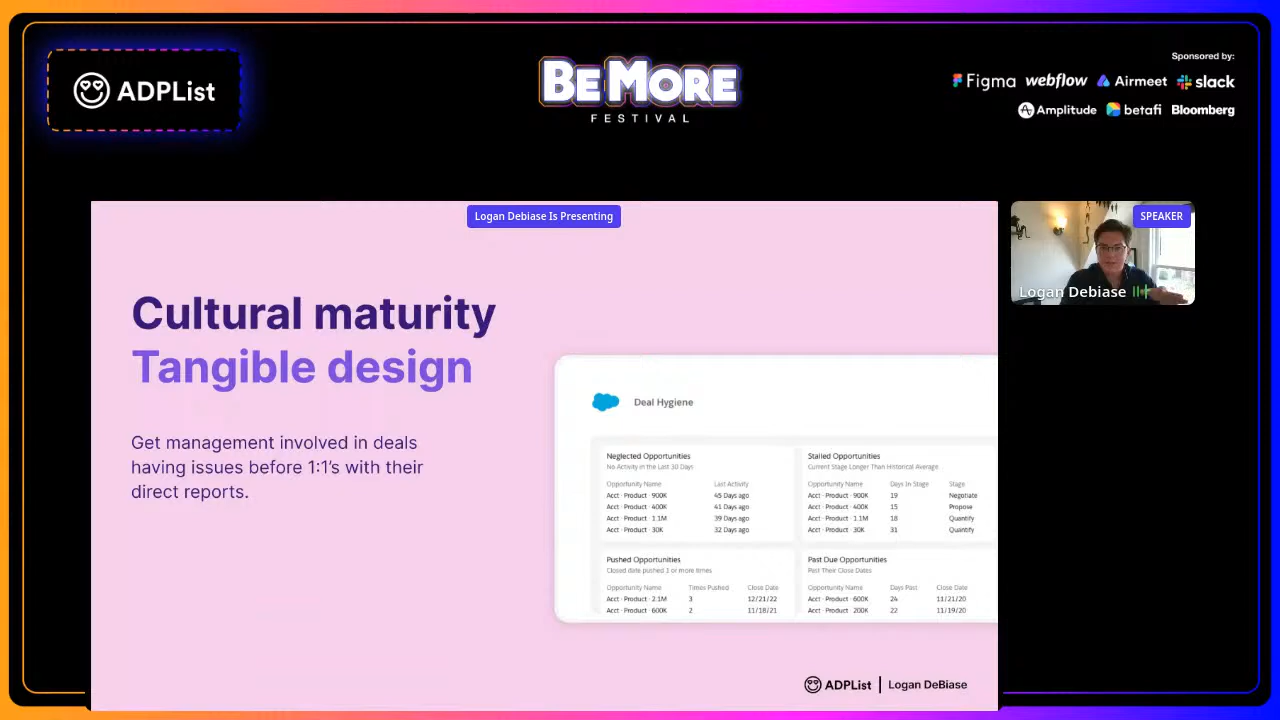 ADPList
BE MORE
FESTIVAL
Sponsored by:
Figma webflow Airmeet slack
Amplitude betafi Bloomberg
Logan Debiase Is Presenting
SPEAKER
Logan Debiase
Cultural maturity
Tangible design
Get management involved in deals
having issues before 1:1's with their
direct reports.
Deal Hygiene
Neglected Opportunities
No Activity in the Last 30 Days
Opportunity Name Last Activity
Acct · Product · 900K 45 Days ago
Acct · Product · 400K 41 Days ago
Acct · Product · 1.1M 39 Days ago
Acct · Product · 30K 32 Days ago
Stalled Opportunities
Current Stage Longer Than Historical Average
Opportunity Name Days In Stage Stage
Acct · Product · 900K 19 Negotiate
Acct · Product · 400K 15 Propose
Acct · Product · 1.1M 18 Quantify
Acct · Product · 30K 31 Quantify
Pushed Opportunities
Closed date pushed 1 or more times
Opportunity Name Times Pushed Close Date
Acct · Product · 2.1M 3 12/21/22
Acct · Product · 600K 2 11/18/21
Past Due Opportunities
Past Their Close Dates
Opportunity Name Days Past Close Date
Acct · Product · 600K 24 11/21/20
Acct · Product · 200K 22 11/19/20
ADPList | Logan DeBiase